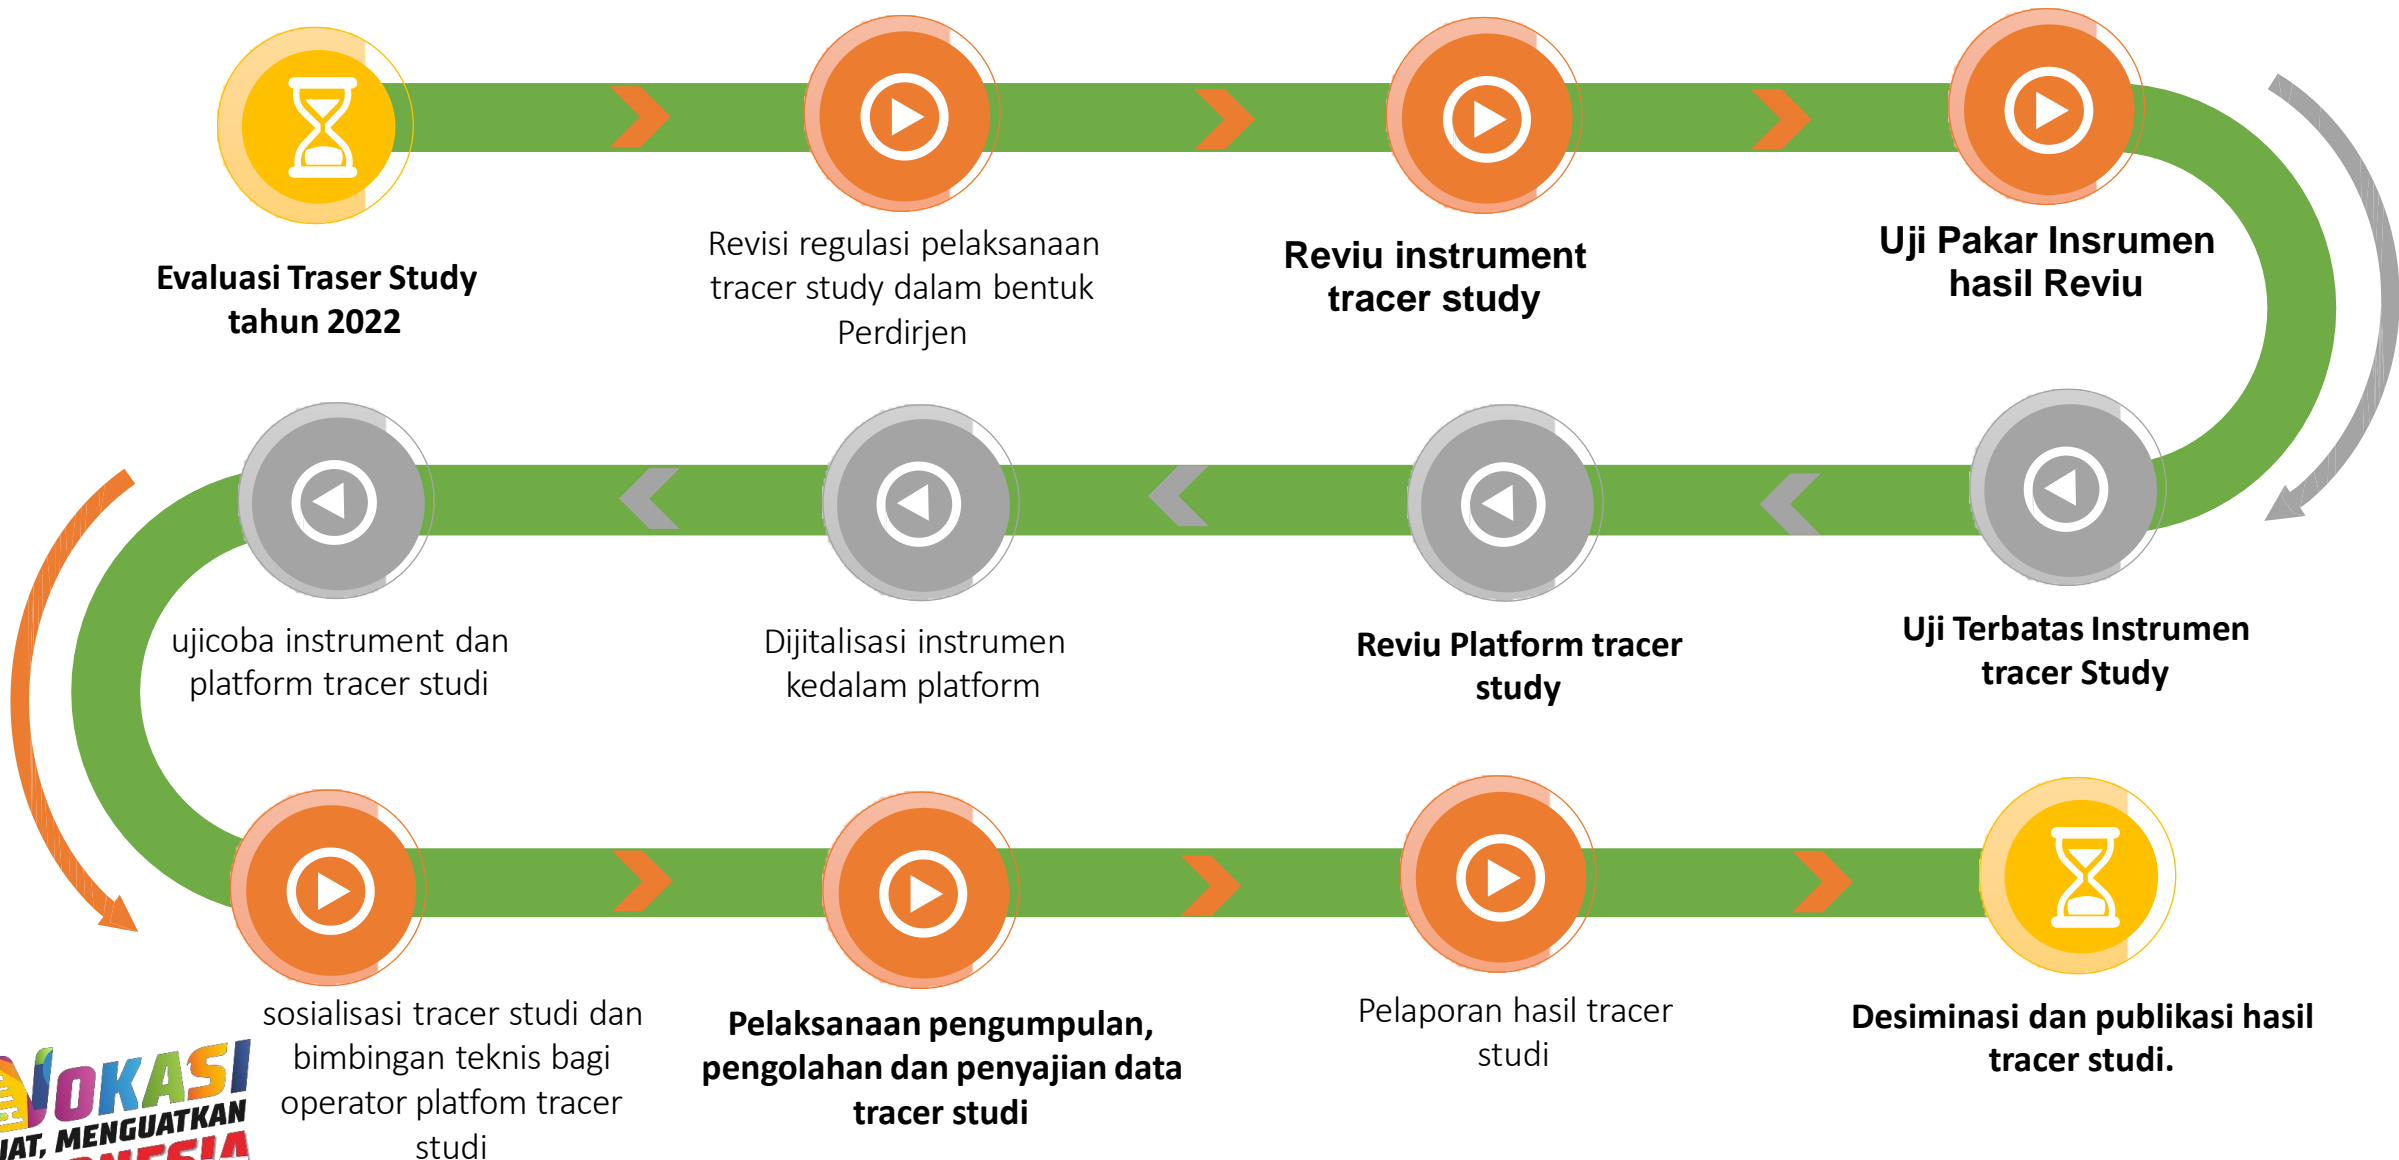 Evaluasi Traser Study
tahun 2022
Revisi regulasi pelaksanaan
tracer study dalam bentuk
Perdirjen
Reviu instrument
tracer study
Uji Pakar Insrumen
hasil Reviu
Uji Terbatas Instrumen
tracer Study
Reviu Platform tracer
study
Dijitalisasi instrumen
kedalam platform
ujicoba instrument dan
platform tracer studi
sosialisasi tracer studi dan
bimbingan teknis bagi
operator platfom tracer
studi
Pelaksanaan pengumpulan,
pengolahan dan penyajian data
tracer studi
Pelaporan hasil tracer
studi
Desiminasi dan publikasi hasil
tracer studi.
VOKASI
MENGUATKAN